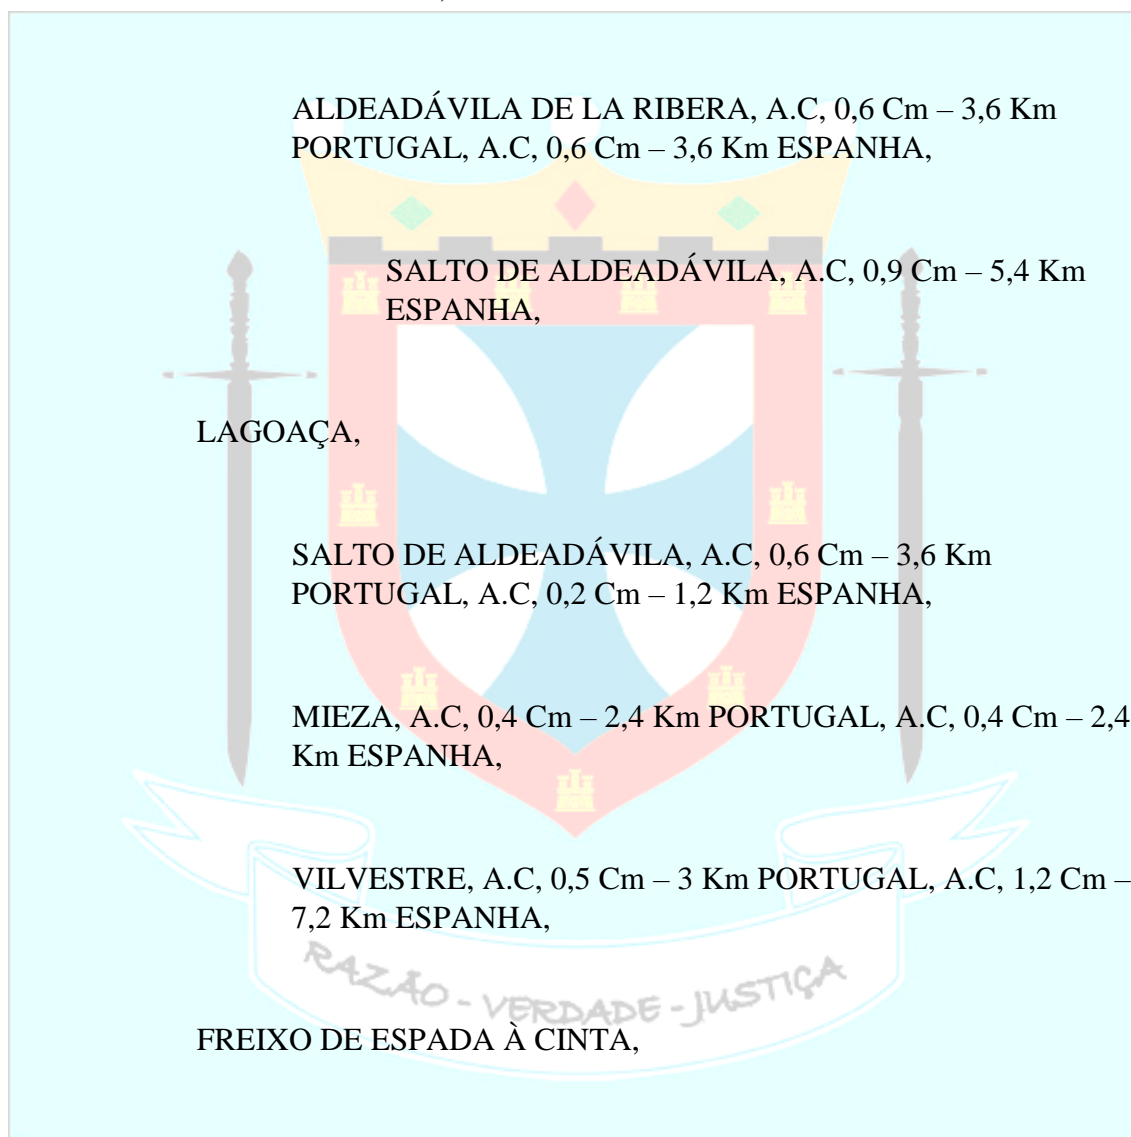 ALDEADÁVILA DE LA RIBERA, A.C, 0,6 Cm – 3,6 Km
PORTUGAL, A.C, 0,6 Cm – 3,6 Km ESPANHA,
SALTO DE ALDEADÁVILA, A.C, 0,9 Cm – 5,4 Km
ESPANHA,
LAGOAÇA,
SALTO DE ALDEADÁVILA, A.C, 0,6 Cm – 3,6 Km
PORTUGAL, A.C, 0,2 Cm – 1,2 Km ESPANHA,
MIEZA, A.C, 0,4 Cm – 2,4 Km PORTUGAL, A.C, 0,4 Cm – 2,4
Km ESPANHA,
VILVESTRE, A.C, 0,5 Cm – 3 Km PORTUGAL, A.C, 1,2 Cm –
7,2 Km ESPANHA,
RAZÃO - VERDADE - JUSTIÇA
FREIXO DE ESPADA À CINTA,